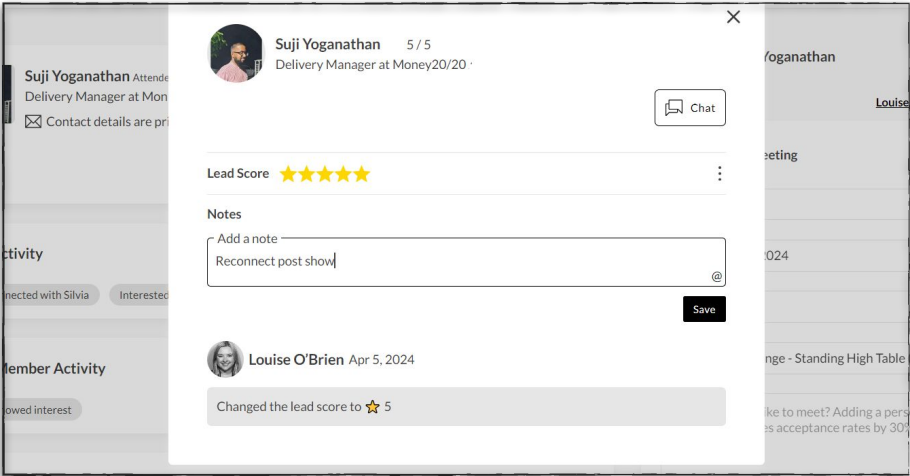 Suji Yoganathan 5 / 5
Delivery Manager at Money20/20
Chat
Lead Score
Notes
Add a note
Reconnect post show
@
Save
Louise O'Brien Apr 5, 2024
Changed the lead score to 5
Suji Yoganathan Attende
Delivery Manager at Mon
Contact details are pri
ctivity
nected with Silvia
Interested
Member Activity
owed interest
Yoganathan
Louise
eeting
2024
nge - Standing High Table
ke to meet? Adding a pers
es acceptance rates by 30%